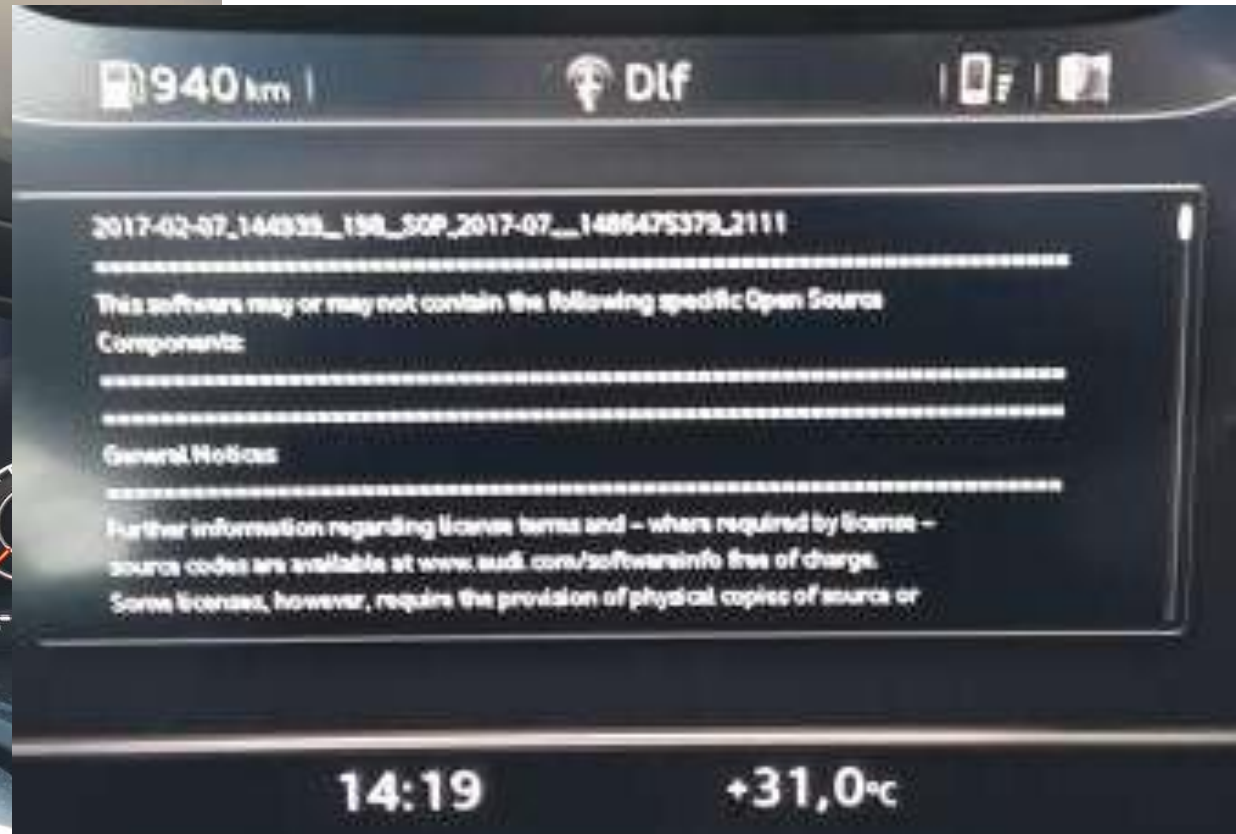 940 km
Dlf
2017-02-07_144939__198__SOP_2017-07__1486475379_2111
This software may or may not contain the following specific Open Source
Components:
General Notices
Further information regarding license terms and – where required by license –
source codes are available at www.audi.com/softwareinfo free of charge.
Some licenses, however, require the provision of physical copies of source or
14:19
+31,0°C